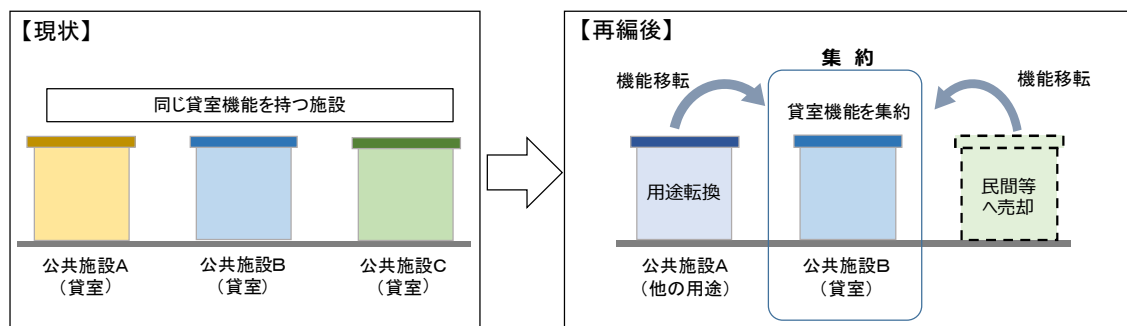 【現状】
同じ貸室機能を持つ施設
公共施設A
（貸室）
公共施設B
（貸室）
公共施設C
（貸室）
【再編後】
集 約
機能移転
機能移転
貸室機能を集約
用途転換
民間等
へ売却
公共施設A
（他の用途）
公共施設B
（貸室）